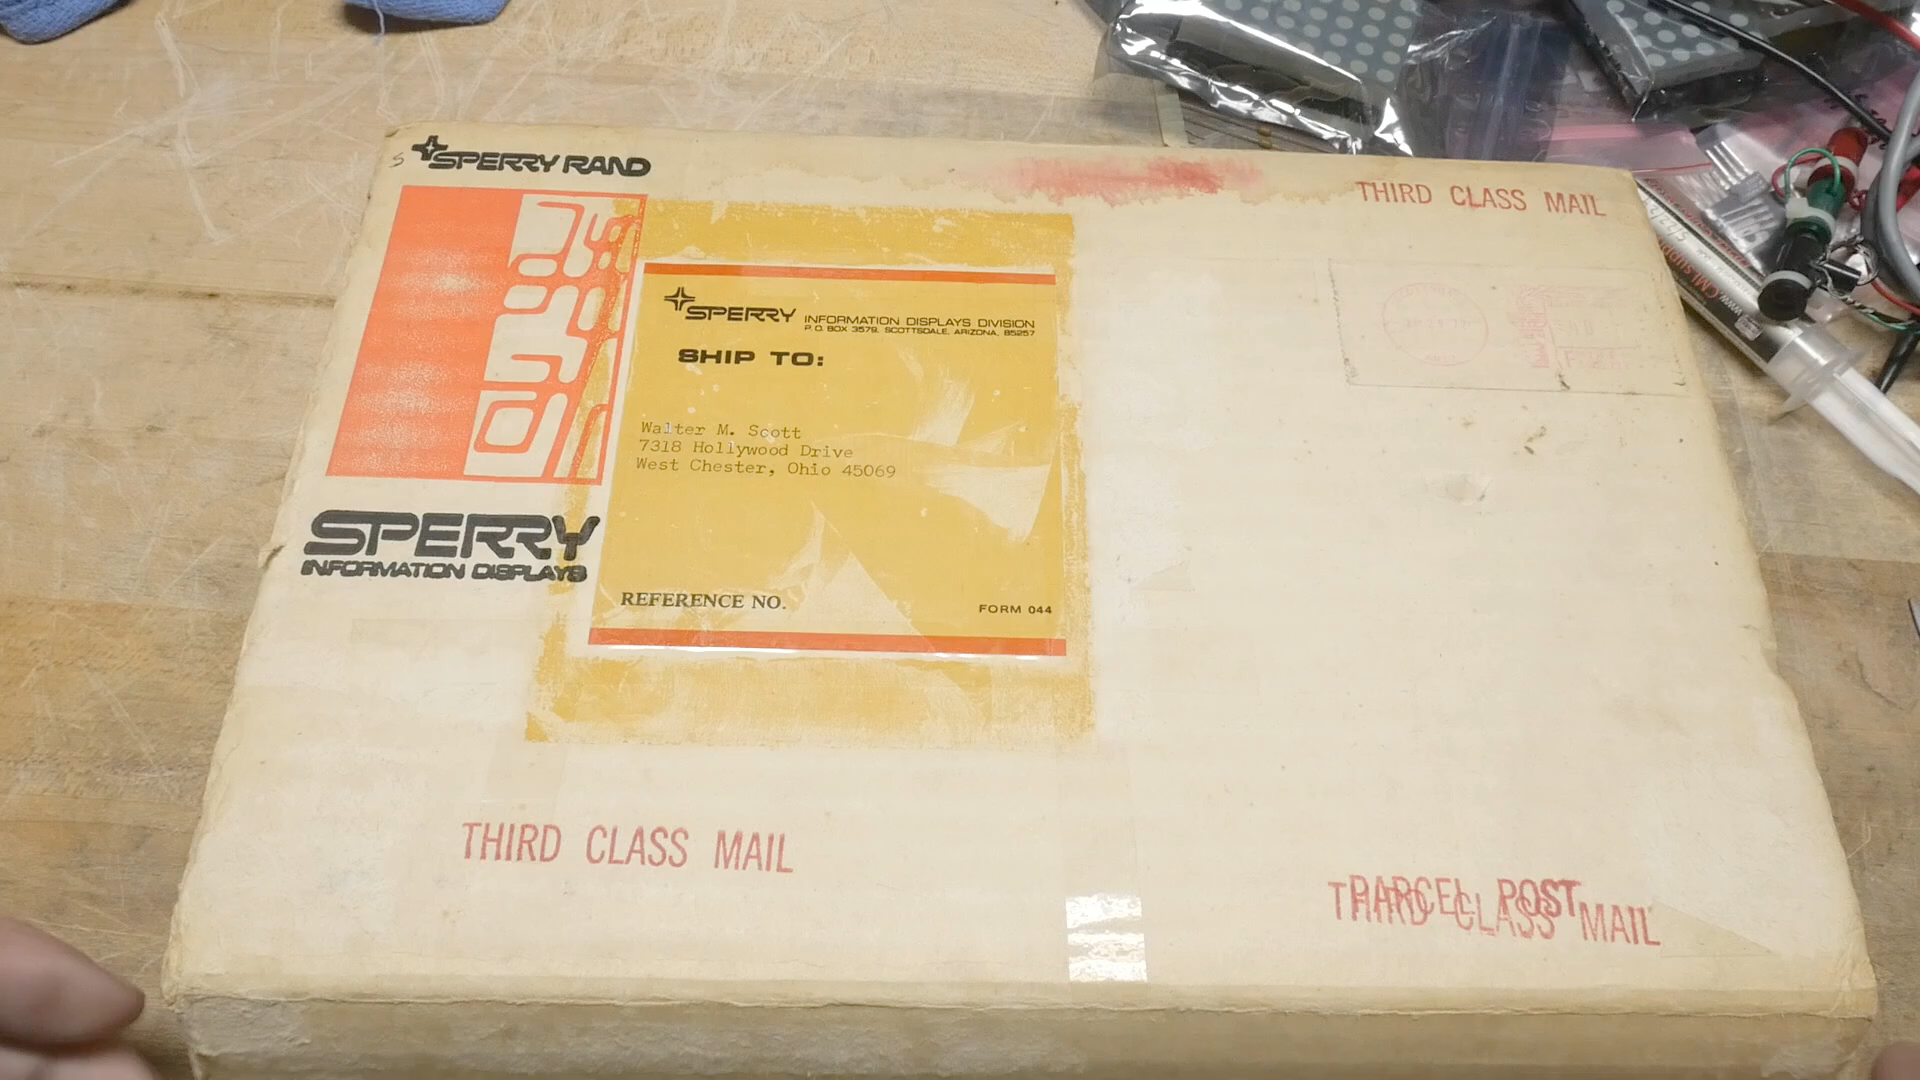 S
SPERRY RAND
THIRD CLASS MAIL
SPERRY INFORMATION DISPLAYS DIVISION
P.O. BOX 3579, SCOTTSDALE, ARIZONA, 85257
SHIP TO:
Walter M. Scott
7318 Hollywood Drive
West Chester, Ohio 45069
REFERENCE NO.
FORM 044
SPERRY
INFORMATION DISPLAYS
THIRD CLASS MAIL
PARCEL POST
THIRD CLASS MAIL